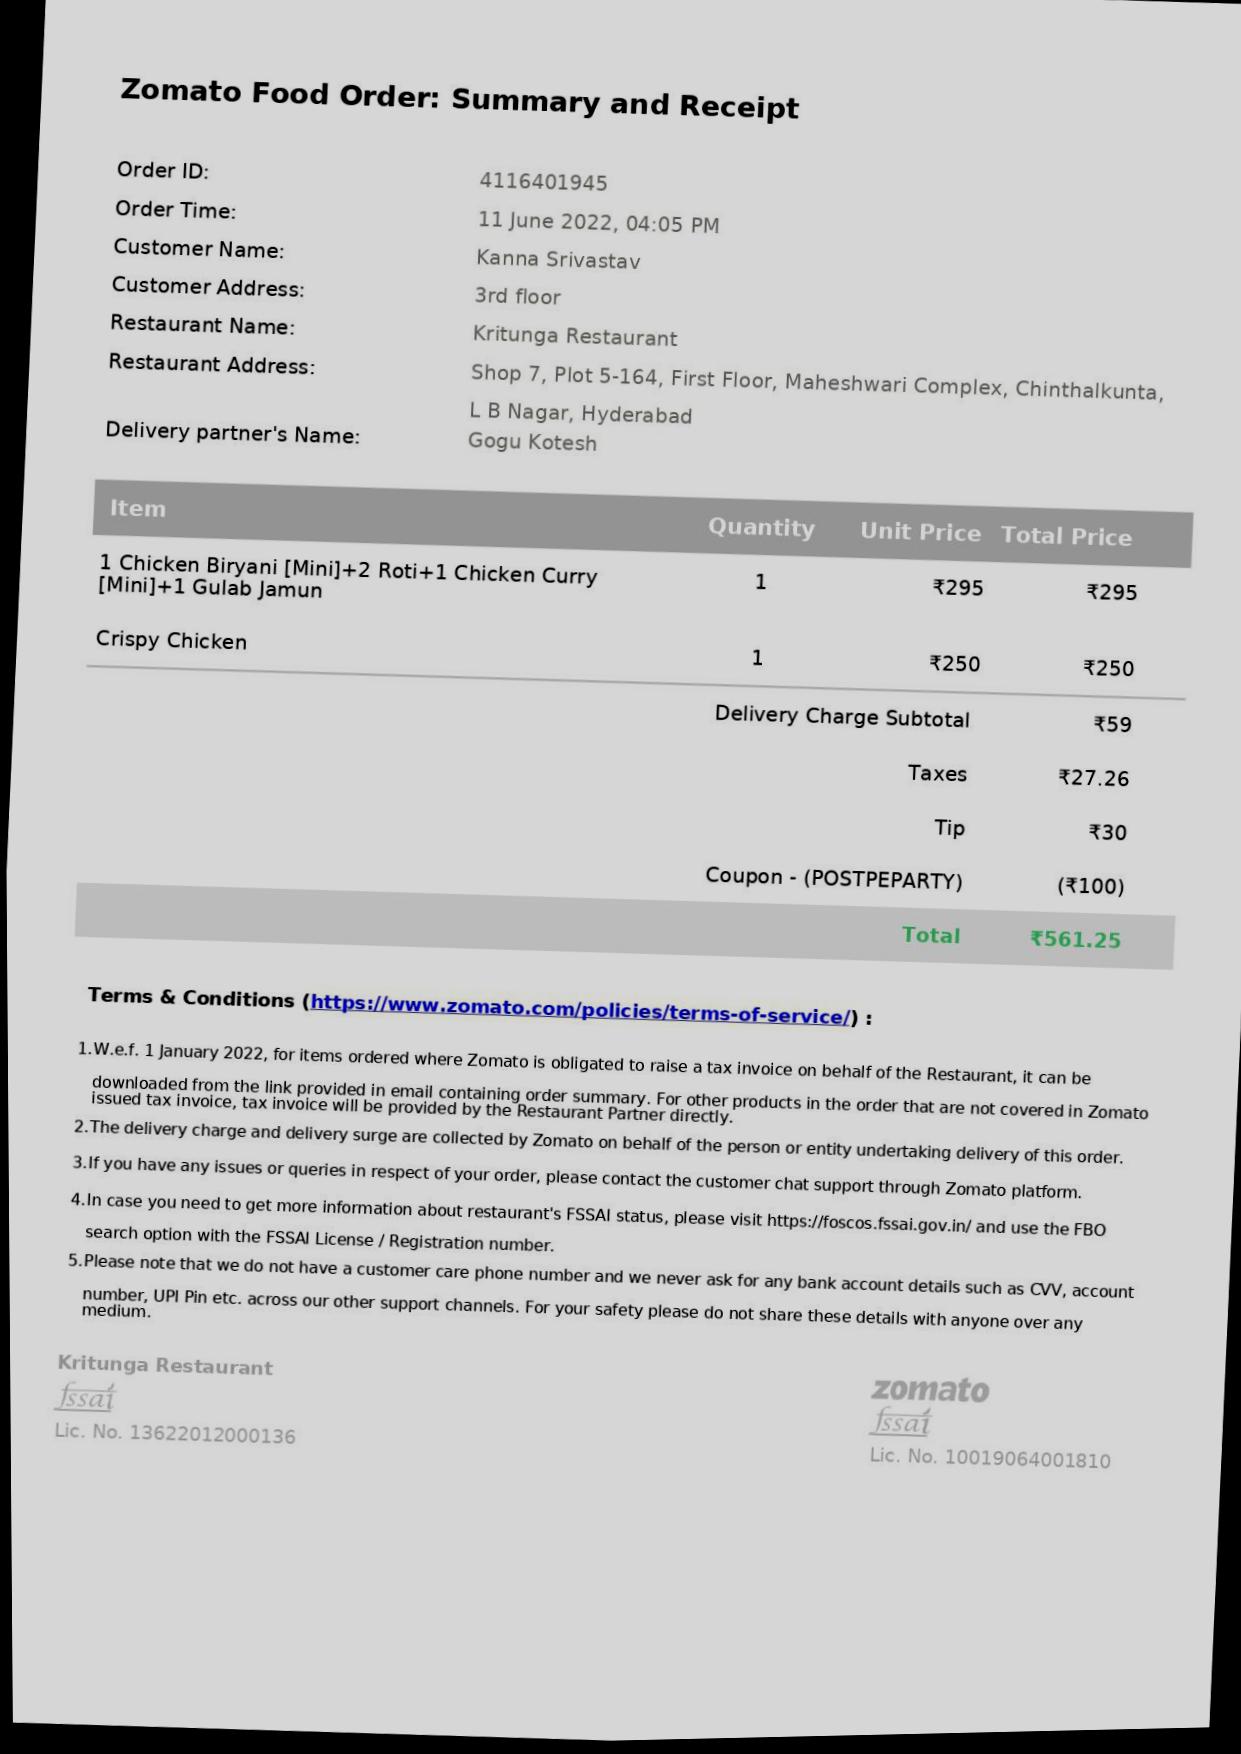 Zomato Food Order: Summary and Receipt
Order ID: 4116401945
Order Time: 11 June 2022, 04:05 PM
Customer Name: Kanna Srivastav
Customer Address: 3rd floor
Restaurant Name: Kritunga Restaurant
Restaurant Address: Shop 7, Plot 5-164, First Floor, Maheshwari Complex, Chinthalkunta,
L B Nagar, Hyderabad
Delivery partner's Name: Gogu Kotesh
Item Quantity Unit Price Total Price
1 Chicken Biryani [Mini]+2 Roti+1 Chicken Curry
[Mini]+1 Gulab Jamun 1 ₹295 ₹295
Crispy Chicken 1 ₹250 ₹250
Delivery Charge Subtotal ₹59
Taxes ₹27.26
Tip ₹30
Coupon - (POSTPEPARTY) (₹100)
Total ₹561.25
Terms & Conditions (https://www.zomato.com/policies/terms-of-service/) :
1.W.e.f. 1 January 2022, for items ordered where Zomato is obligated to raise a tax invoice on behalf of the Restaurant, it can be
downloaded from the link provided in email containing order summary. For other products in the order that are not covered in Zomato
issued tax invoice, tax invoice will be provided by the Restaurant Partner directly.
2.The delivery charge and delivery surge are collected by Zomato on behalf of the person or entity undertaking delivery of this order.
3.If you have any issues or queries in respect of your order, please contact the customer chat support through Zomato platform.
4.In case you need to get more information about restaurant's FSSAI status, please visit https://foscos.fssai.gov.in/ and use the FBO
search option with the FSSAI License / Registration number.
5.Please note that we do not have a customer care phone number and we never ask for any bank account details such as CVV, account
number, UPI Pin etc. across our other support channels. For your safety please do not share these details with anyone over any
medium.
Kritunga Restaurant
fssai
Lic. No. 13622012000136
zomato
fssai
Lic. No. 10019064001810